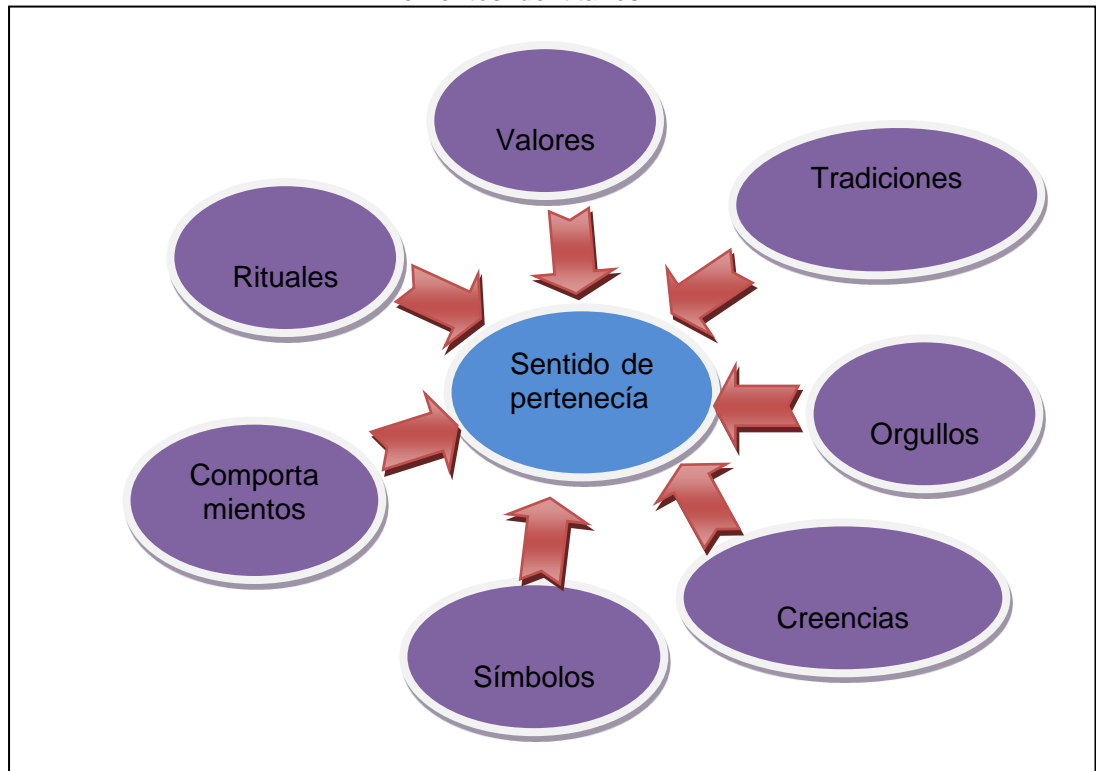 Valores
Tradiciones
Rituales
Sentido de
pertenecía
Orgullos
Comporta
mientos
Creencias
Símbolos